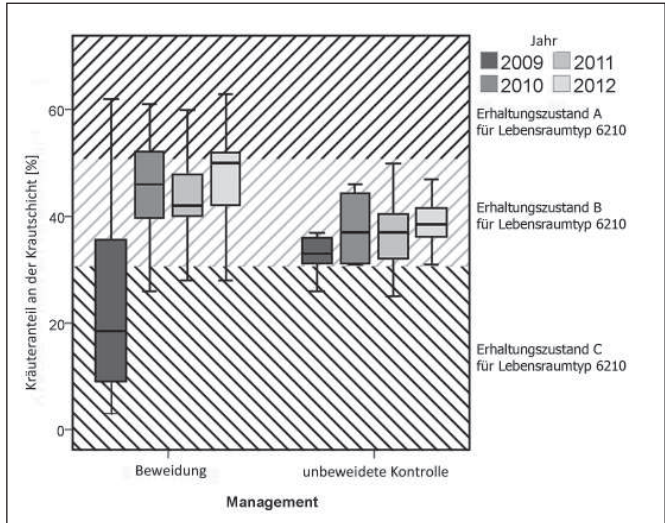 Jahr
2009 2011
2010 2012
Kräuteranteil an der Krautschicht [%]
60
40
20
0
Erhaltungszustand A
für Lebensraumtyp 6210
Erhaltungszustand B
für Lebensraumtyp 6210
Erhaltungszustand C
für Lebensraumtyp 6210
Beweidung unbeweidete Kontrolle
Management